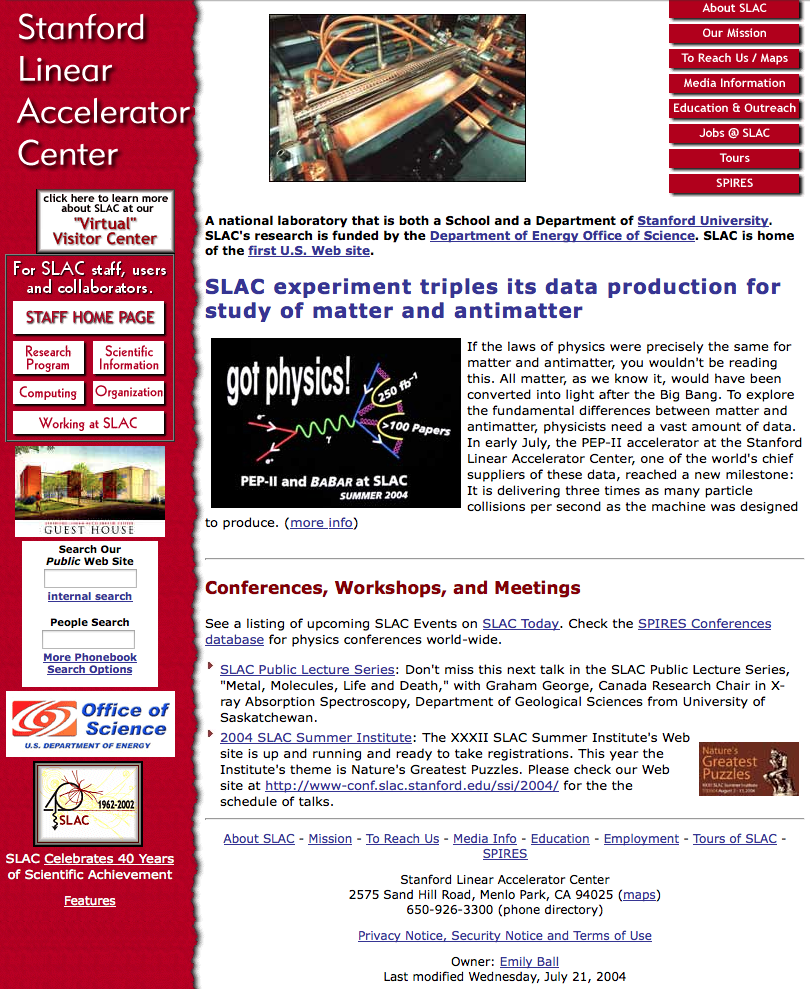 Stanford
Linear
Accelerator
Center
click here to learn more
about SLAC at our
"Virtual"
Visitor Center
For SLAC staff, users
and collaborators.
STAFF HOME PAGE
Research
Program
Scientific
Information
Computing
Organization
Working at SLAC
GUEST HOUSE
Search Our
Public Web Site
internal search
People Search
More Phonebook
Search Options
Office of
Science
U.S. DEPARTMENT OF ENERGY
40
1962-2002
SLAC
SLAC Celebrates 40 Years
of Scientific Achievement
Features
About SLAC
Our Mission
To Reach Us / Maps
Media Information
Education & Outreach
Jobs @ SLAC
Tours
SPIRES
A national laboratory that is both a School and a Department of Stanford University.
SLAC's research is funded by the Department of Energy Office of Science. SLAC is home
of the first U.S. Web site.
SLAC experiment triples its data production for
study of matter and antimatter
got physics!
250 fb⁻¹
>100 Papers
e⁻
e⁺
γ
PEP-II and BABAR at SLAC
SUMMER 2004
If the laws of physics were precisely the same for
matter and antimatter, you wouldn't be reading
this. All matter, as we know it, would have been
converted into light after the Big Bang. To explore
the fundamental differences between matter and
antimatter, physicists need a vast amount of data.
In early July, the PEP-II accelerator at the Stanford
Linear Accelerator Center, one of the world's chief
suppliers of these data, reached a new milestone:
It is delivering three times as many particle
collisions per second as the machine was designed
to produce. (more info)
Conferences, Workshops, and Meetings
See a listing of upcoming SLAC Events on SLAC Today. Check the SPIRES Conferences
database for physics conferences world-wide.
SLAC Public Lecture Series: Don't miss this next talk in the SLAC Public Lecture Series,
"Metal, Molecules, Life and Death," with Graham George, Canada Research Chair in X-
ray Absorption Spectroscopy, Department of Geological Sciences from University of
Saskatchewan.
2004 SLAC Summer Institute: The XXXII SLAC Summer Institute's Web
site is up and running and ready to take registrations. This year the
Institute's theme is Nature's Greatest Puzzles. Please check our Web
site at http://www-conf.slac.stanford.edu/ssi/2004/ for the the
schedule of talks.
Nature's
Greatest
Puzzles
About SLAC - Mission - To Reach Us - Media Info - Education - Employment - Tours of SLAC -
SPIRES
Stanford Linear Accelerator Center
2575 Sand Hill Road, Menlo Park, CA 94025 (maps)
650-926-3300 (phone directory)
Privacy Notice, Security Notice and Terms of Use
Owner: Emily Ball
Last modified Wednesday, July 21, 2004